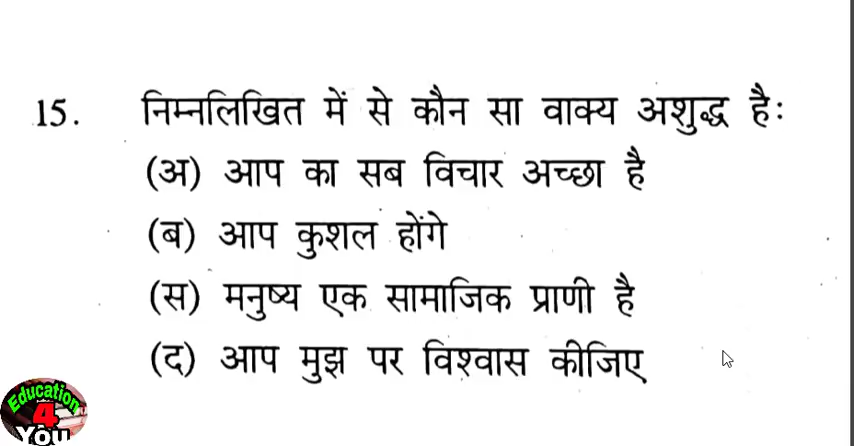 15. निम्नलिखित में से कौन सा वाक्य अशुद्ध है:
(अ) आप का सब विचार अच्छा है
(ब) आप कुशल होंगे
(स) मनुष्य एक सामाजिक प्राणी है
(द) आप मुझ पर विश्वास कीजिए
Education
4
You